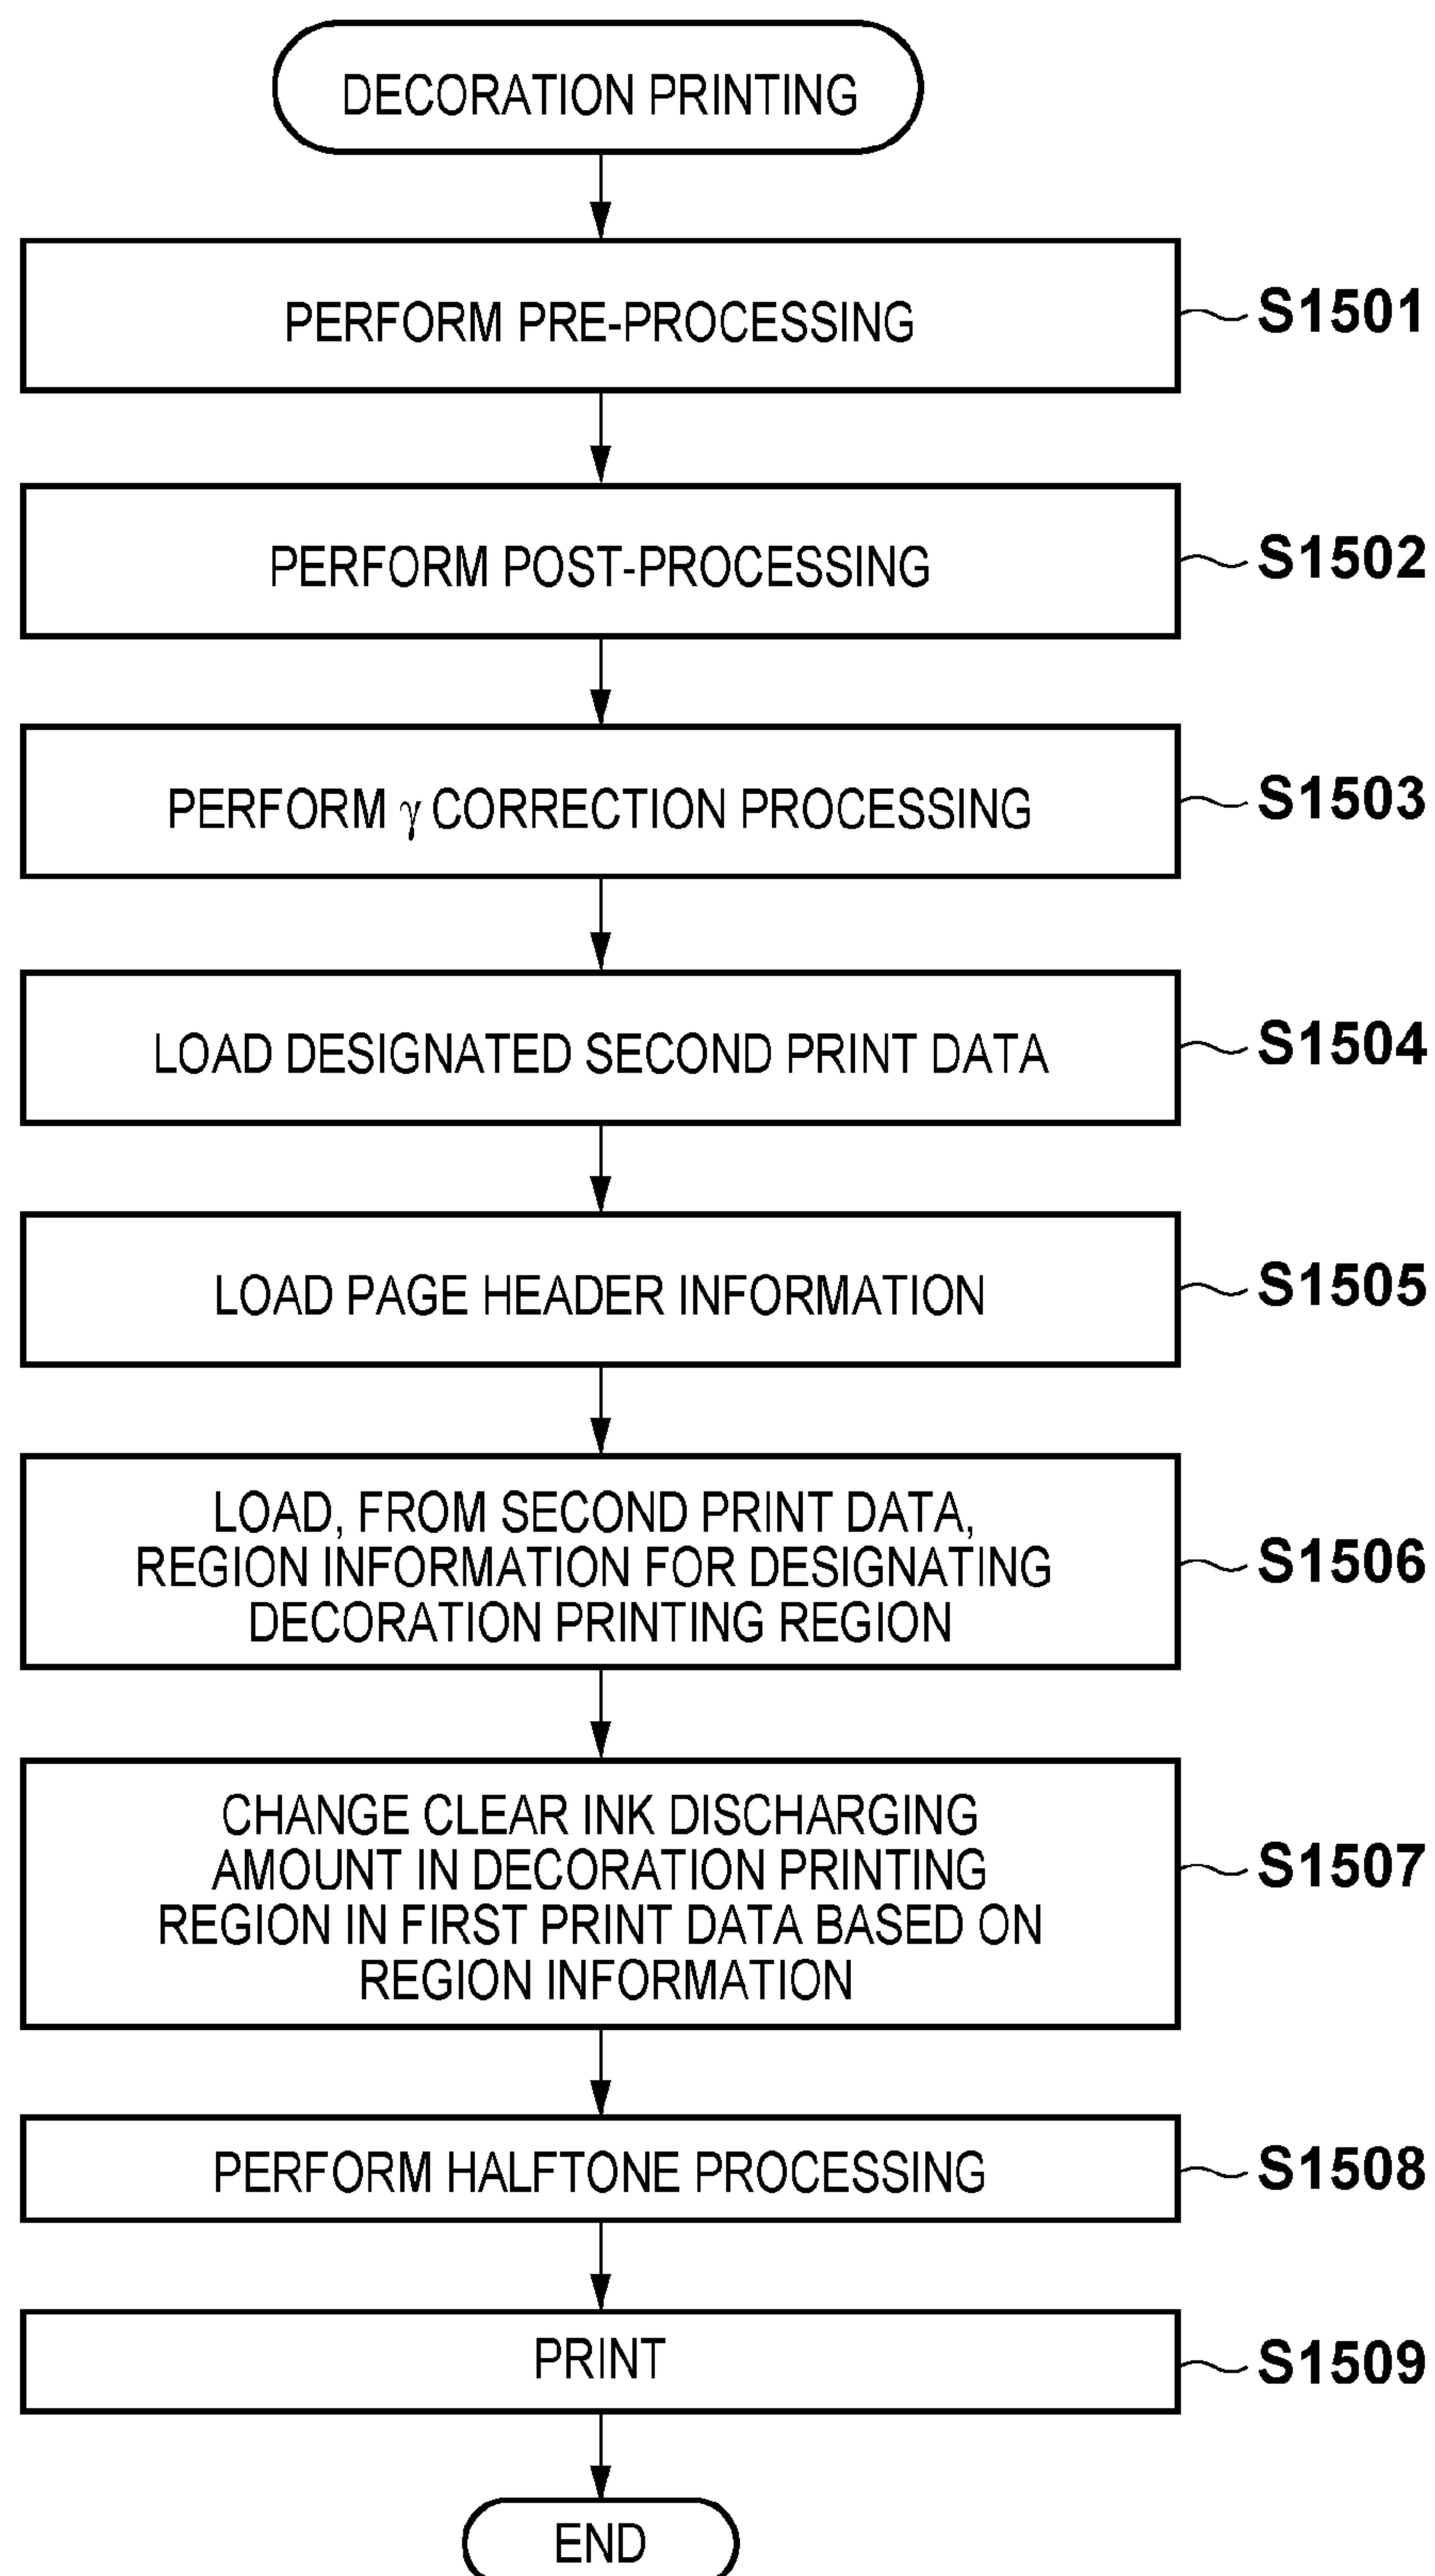 DECORATION PRINTING
PERFORM PRE-PROCESSING
S1501
PERFORM POST-PROCESSING
S1502
PERFORM γ CORRECTION PROCESSING
S1503
LOAD DESIGNATED SECOND PRINT DATA
S1504
LOAD PAGE HEADER INFORMATION
S1505
LOAD, FROM SECOND PRINT DATA,
REGION INFORMATION FOR DESIGNATING
DECORATION PRINTING REGION
S1506
CHANGE CLEAR INK DISCHARGING
AMOUNT IN DECORATION PRINTING
REGION IN FIRST PRINT DATA BASED ON
REGION INFORMATION
S1507
PERFORM HALFTONE PROCESSING
S1508
PRINT
S1509
END